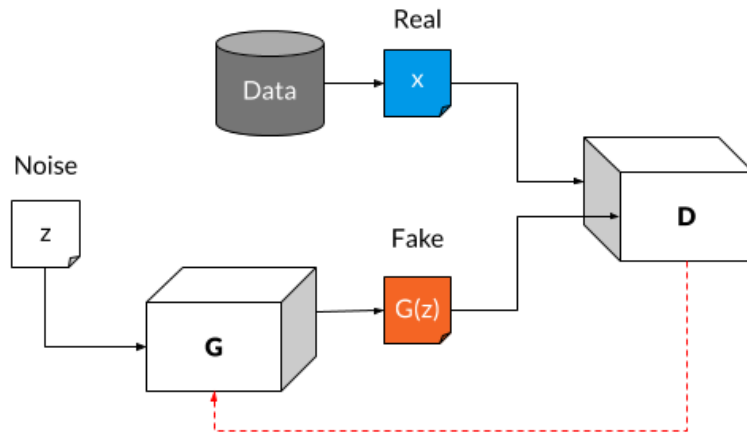 Real
Data
x
Noise
z
D
Fake
G
G(z)